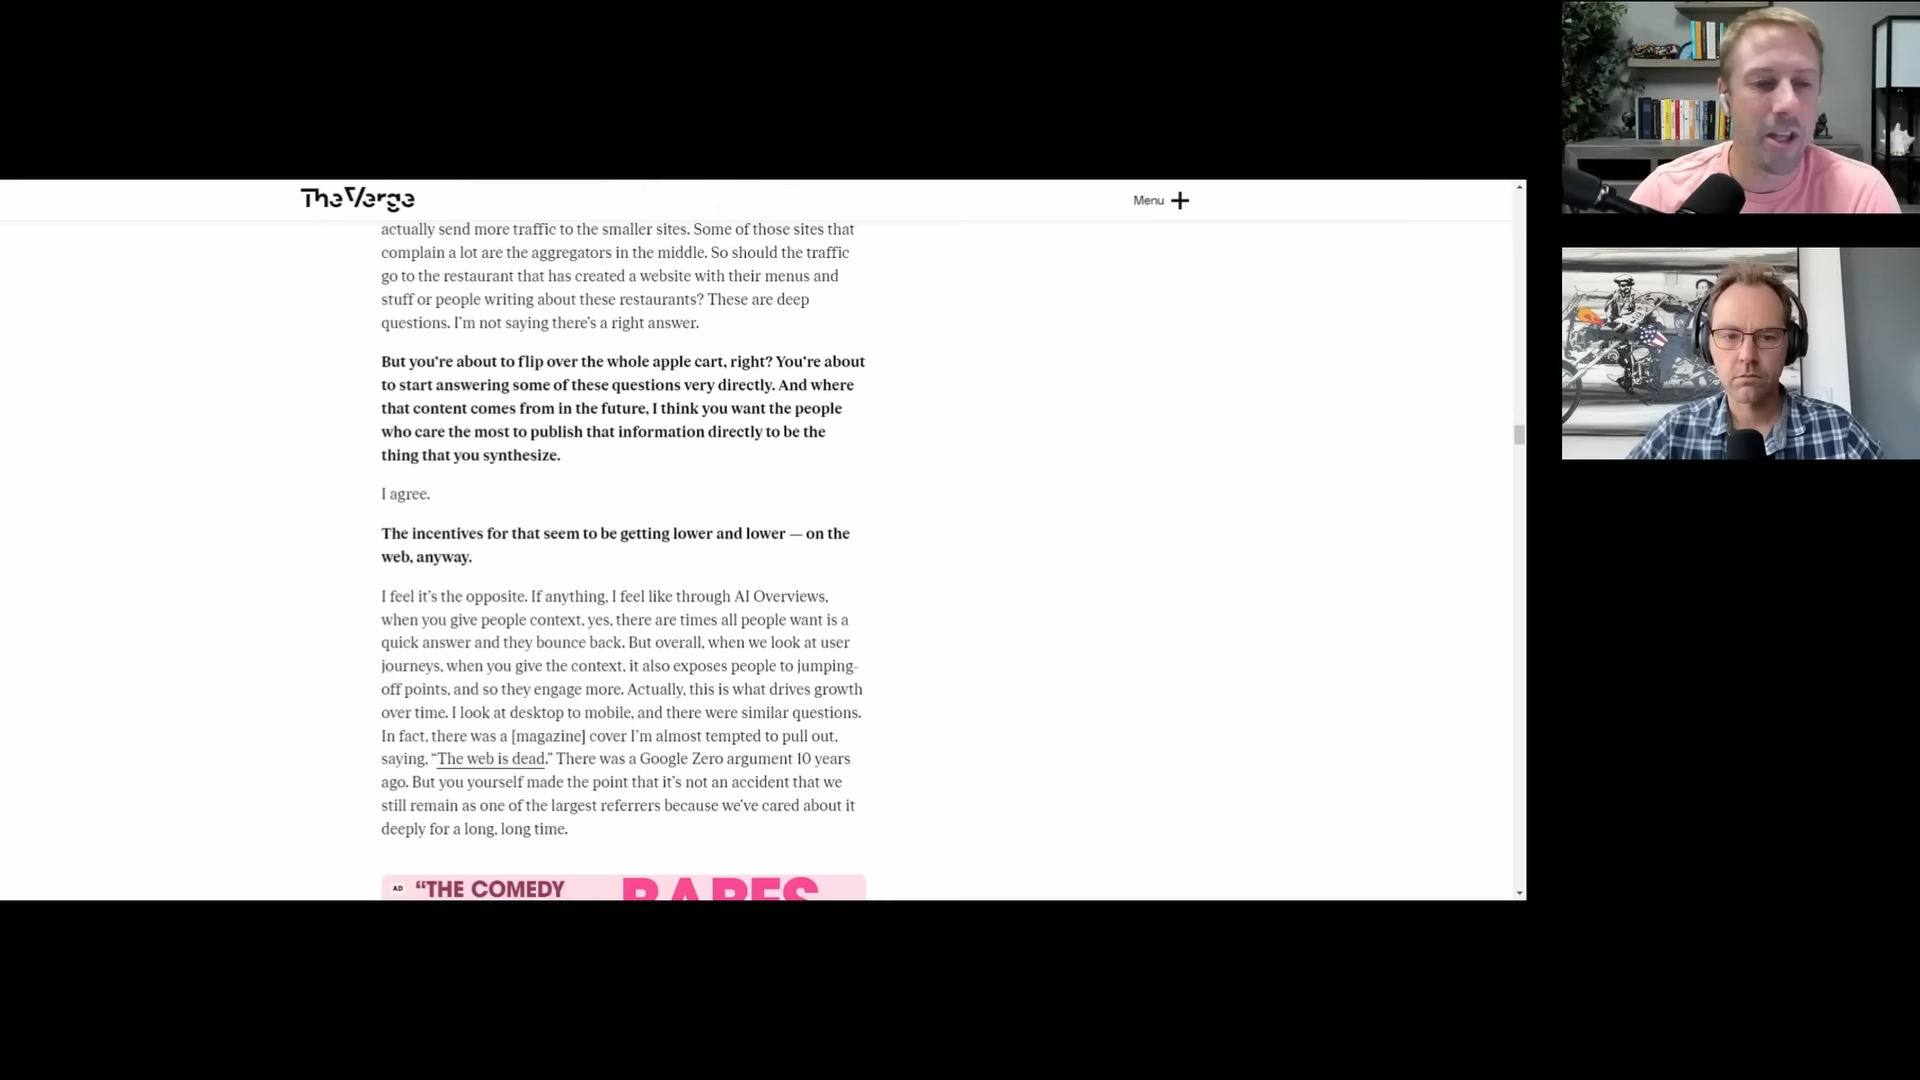 The Verge
Menu
actually send more traffic to the smaller sites. Some of those sites that
complain a lot are the aggregators in the middle. So should the traffic
go to the restaurant that has created a website with their menus and
stuff or people writing about these restaurants? These are deep
questions. I’m not saying there’s a right answer.
But you’re about to flip over the whole apple cart, right? You’re about
to start answering some of these questions very directly. And where
that content comes from in the future, I think you want the people
who care the most to publish that information directly to be the
thing that you synthesize.
I agree.
The incentives for that seem to be getting lower and lower — on the
web, anyway.
I feel it’s the opposite. If anything, I feel like through AI Overviews,
when you give people context, yes, there are times all people want is a
quick answer and they bounce back. But overall, when we look at user
journeys, when you give the context, it also exposes people to jumping-
off points, and so they engage more. Actually, this is what drives growth
over time. I look at desktop to mobile, and there were similar questions.
In fact, there was a [magazine] cover I’m almost tempted to pull out,
saying, “The web is dead.” There was a Google Zero argument 10 years
ago. But you yourself made the point that it’s not an accident that we
still remain as one of the largest referrers because we’ve cared about it
deeply for a long, long time.
AD
“THE COMEDY
BABES